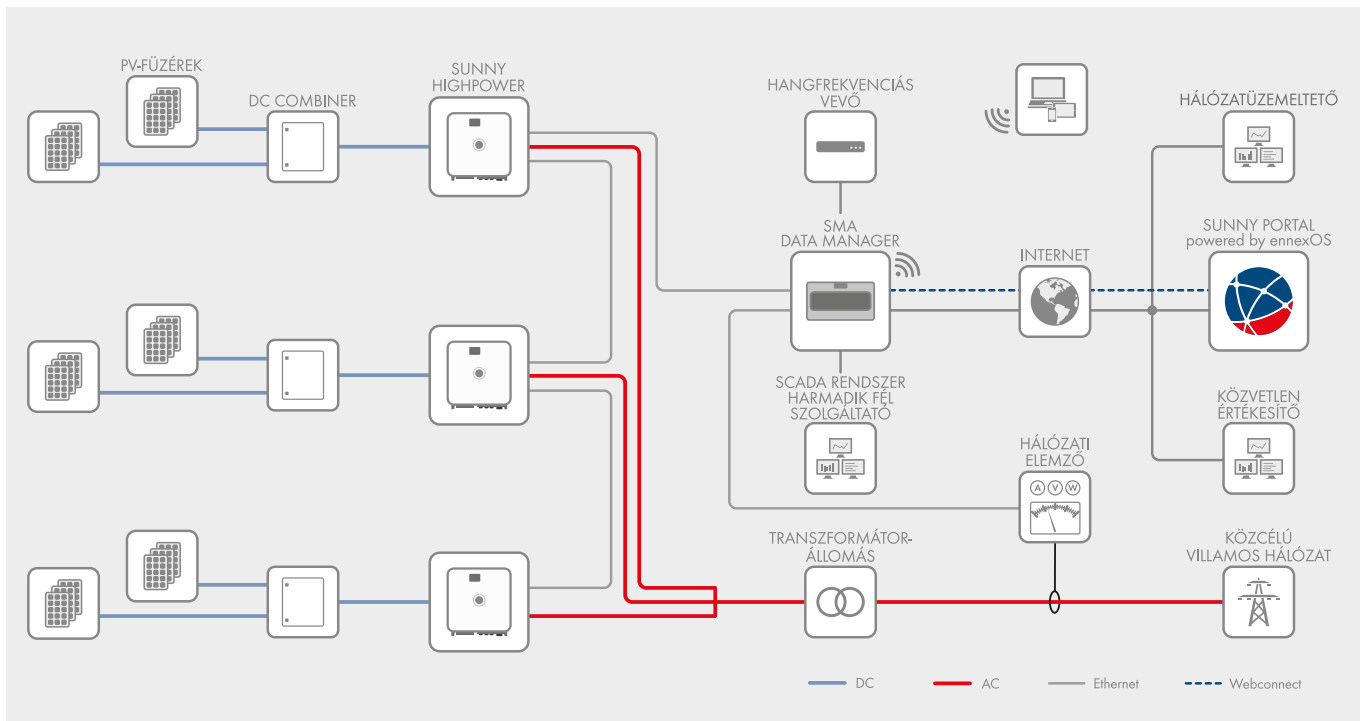 PV-FÜZÉREK
DC COMBINER
SUNNY
HIGHPOWER
HANGFREKVENCIÁS
VEVŐ
HÁLÓZATÜZEMELTETŐ
SMA
DATA MANAGER
INTERNET
SUNNY PORTAL
powered by ennexOS
SCADA RENDSZER
HARMADIK FÉL
SZOLGÁLTATÓ
KÖZVETLEN
ÉRTÉKESÍTŐ
HÁLÓZATI
ELEMZŐ
A V W
TRANSZFORMÁTOR-
ÁLLOMÁS
KÖZCÉLÚ
VILLAMOS HÁLÓZAT
DC
AC
Ethernet
Webconnect